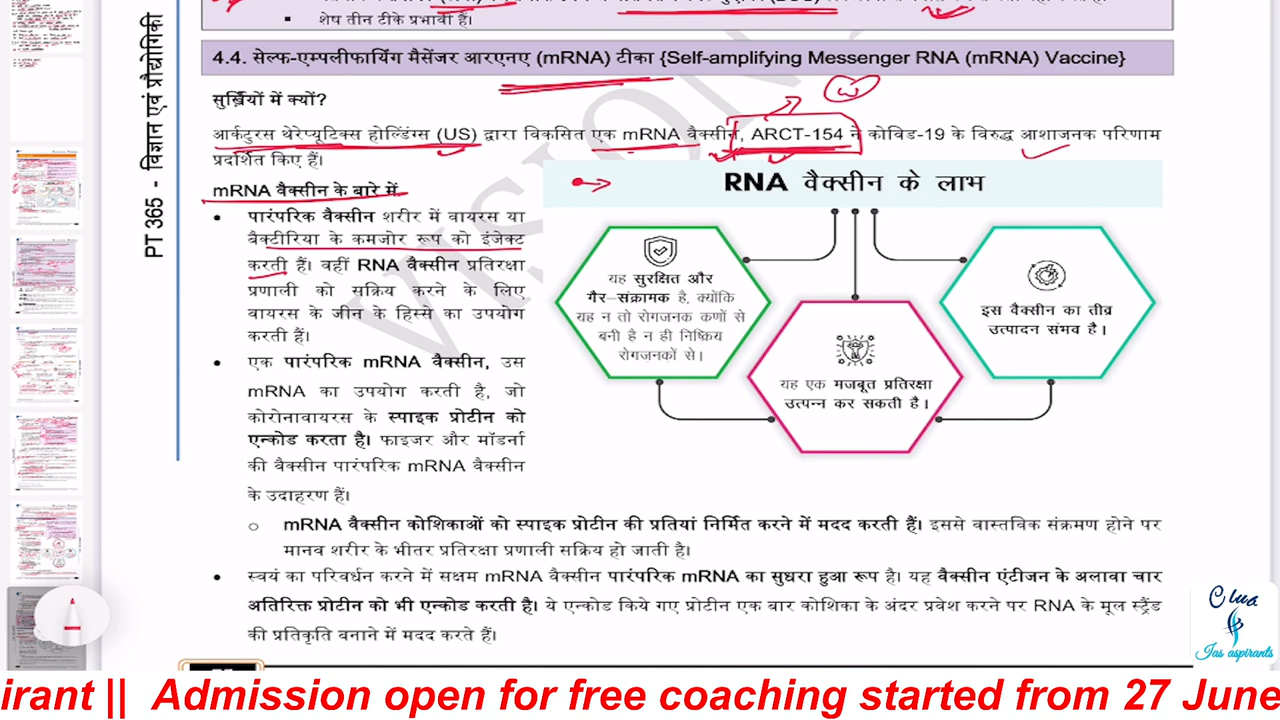 शेष तीन टीके प्रभावी हैं।
4.4. सेल्फ-एम्पलीफायिंग मैसेंजर आरएनए (mRNA) टीका {Self-amplifying Messenger RNA (mRNA) Vaccine}
सुर्ख़ियों में क्यों?
आर्कटुरस थेरेप्यूटिक्स होल्डिंग्स (US) द्वारा विकसित एक mRNA वैक्सीन, ARCT-154 ने कोविड-19 के विरुद्ध आशाजनक परिणाम
प्रदर्शित किए हैं।
mRNA वैक्सीन के बारे में
पारंपरिक वैक्सीन शरीर में वायरस या
बैक्टीरिया के कमजोर रूप को इंजेक्ट
करती है। वहीं RNA वैक्सीन प्रतिरक्षा
प्रणाली को सक्रिय करने के लिए
वायरस के जीन के हिस्से का उपयोग
करती हैं।
एक पारंपरिक mRNA वैक्सीन, उस
mRNA का उपयोग करती है, जो
कोरोनावायरस के स्पाइक प्रोटीन को
एन्कोड करता है। फाइजर और मॉडर्ना
की वैक्सीन पारंपरिक mRNA वैक्सीन
के उदाहरण हैं।
mRNA वैक्सीन कोशिकाओं को स्पाइक प्रोटीन की प्रतियां निर्मित करने में मदद करती हैं। इससे वास्तविक संक्रमण होने पर
मानव शरीर के भीतर प्रतिरक्षा प्रणाली सक्रिय हो जाती है।
स्वयं का परिवर्धन करने में सक्षम mRNA वैक्सीन पारंपरिक mRNA का सुधरा हुआ रूप है। यह वैक्सीन एंटीजन के अलावा चार
अतिरिक्त प्रोटीन को भी एन्कोड करती है। ये एन्कोड किये गए प्रोटीन एक बार कोशिका के अंदर प्रवेश करने पर RNA के मूल स्ट्रैंड
की प्रतिकृति बनाने में मदद करते हैं।
RNA वैक्सीन के लाभ
यह सुरक्षित और
गैर–संक्रामक है, क्योंकि
यह न तो रोगजनक कणों से
बनी है न ही निष्क्रिय
रोगजनकों से।
यह एक मजबूत प्रतिरक्षा
उत्पन्न कर सकती है।
इस वैक्सीन का तीव्र
उत्पादन संभव है।
PT 365 - विज्ञान एवं प्रौद्योगिकी
Jas aspirants
irant || Admission open for free coaching started from 27 June